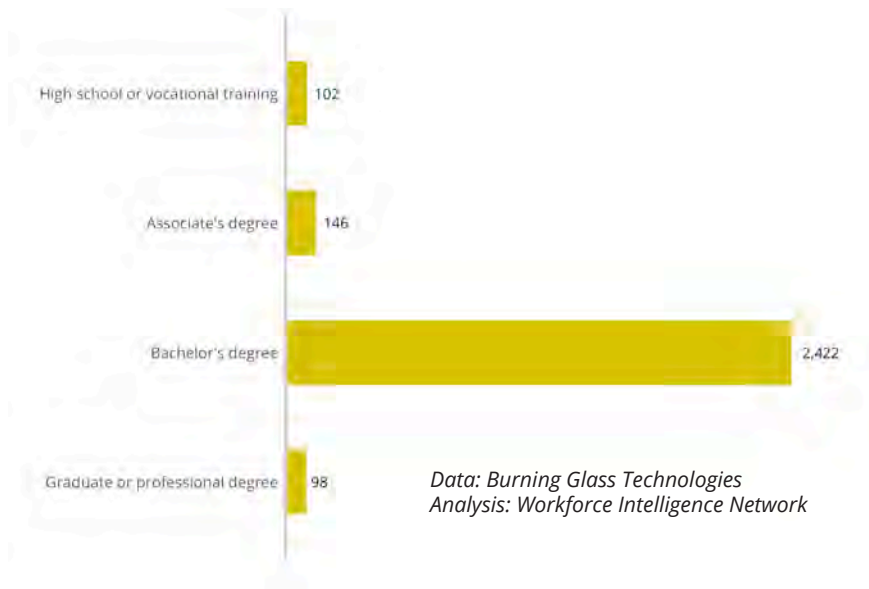 High school or vocational training 102
Associate's degree 146
Bachelor's degree 2,422
Graduate or professional degree 98
Data: Burning Glass Technologies
Analysis: Workforce Intelligence Network